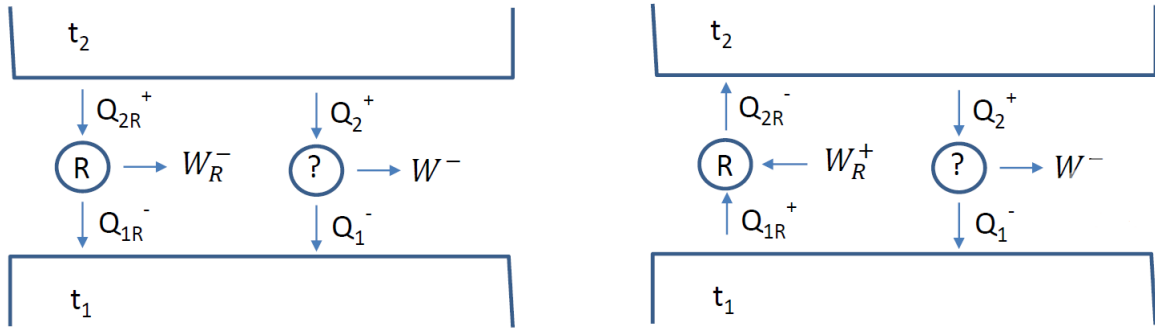 t₂
Q₂R⁺
Q₂⁺
R
W_R⁻
?
W⁻
Q₁R⁻
Q₁⁻
t₁
t₂
Q₂R⁻
Q₂⁺
R
W_R⁺
?
W⁻
Q₁R⁺
Q₁⁻
t₁